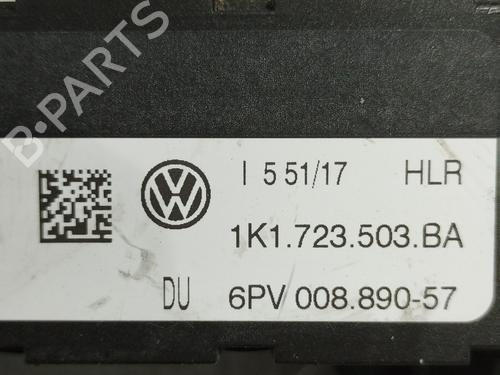 B-PARTS
I 5 51/17 HLR
1K1.723.503.BA
DU 6PV 008.890-57